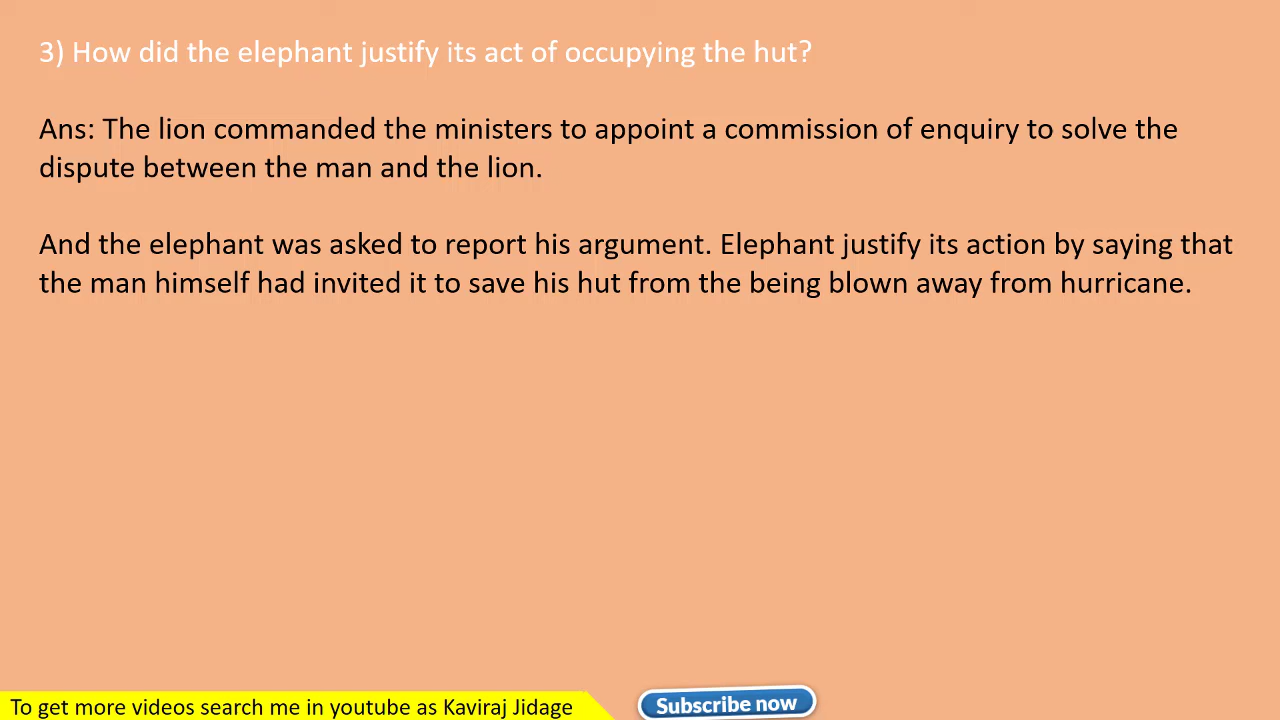 3) How did the elephant justify its act of occupying the hut?
Ans: The lion commanded the ministers to appoint a commission of enquiry to solve the
dispute between the man and the lion.
And the elephant was asked to report his argument. Elephant justify its action by saying that
the man himself had invited it to save his hut from the being blown away from hurricane.
To get more videos search me in youtube as Kaviraj Jidage
Subscribe now